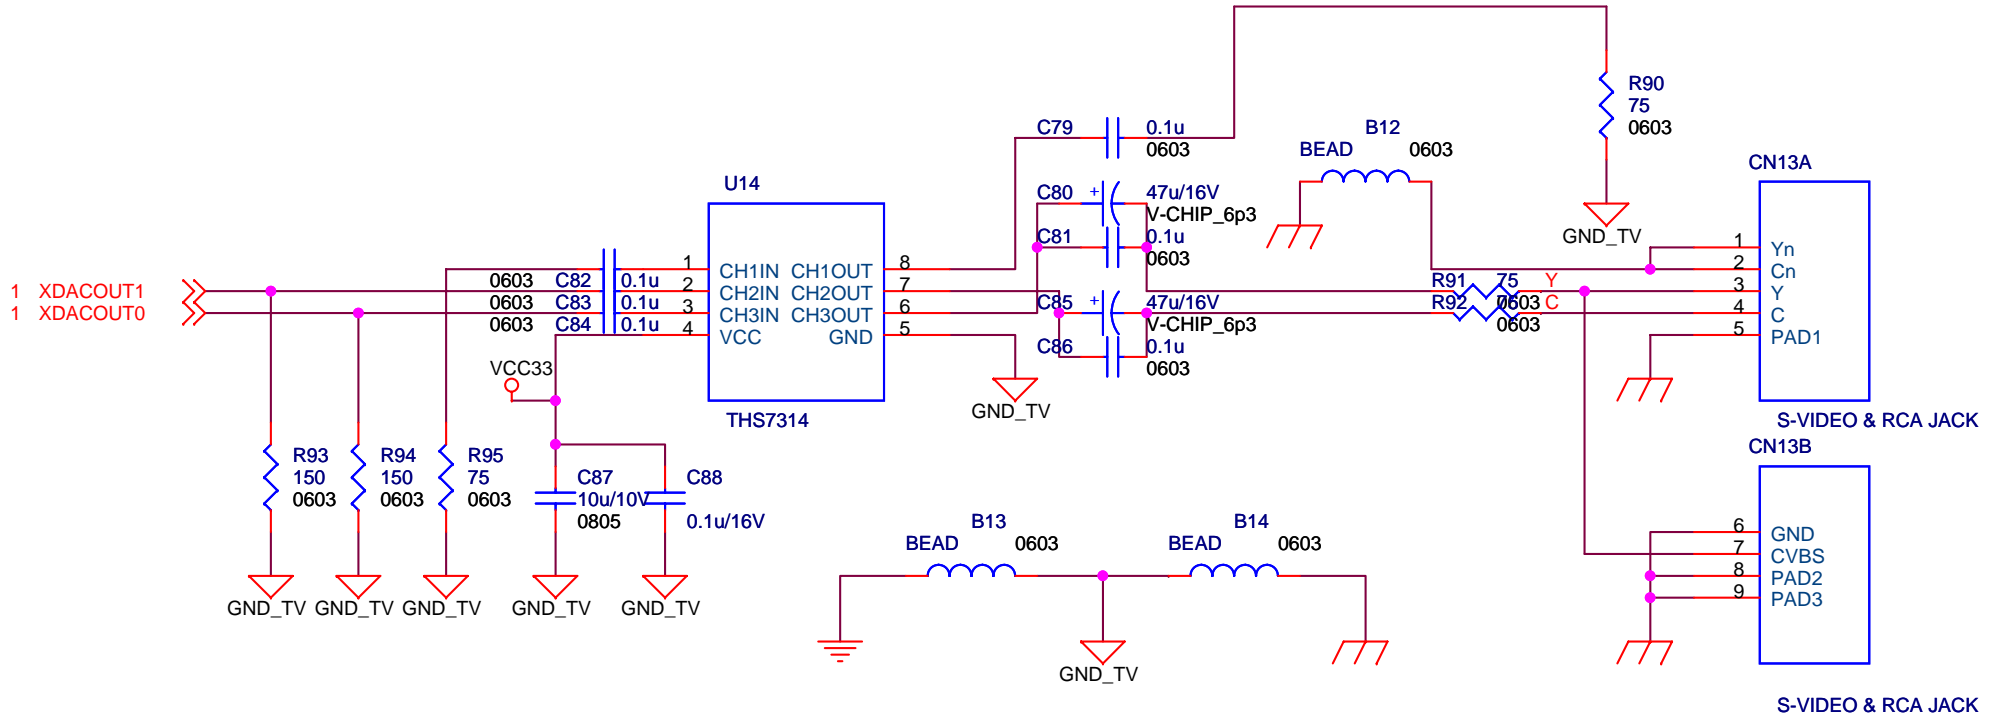 R90
75
0603
C79
0.1u
0603
B12
BEAD
0603
CN13A
U14
C80
+
47u/16V
V-CHIP_6p3
C81
0.1u
0603
GND_TV
1 Yn
2 Cn
3 Y
4 C
5 PAD1
1 XDACOUT1
1 XDACOUT0
0603 C82 0.1u
0603 C83 0.1u
0603 C84 0.1u
1 CH1IN CH1OUT 8
2 CH2IN CH2OUT 7
3 CH3IN CH3OUT 6
4 VCC GND 5
C85
+
47u/16V
V-CHIP_6p3
C86
0.1u
0603
R91 75 Y
R92 75 C
0603
0603
VCC33
GND_TV
THS7314
S-VIDEO & RCA JACK
CN13B
R93
150
0603
R94
150
0603
R95
75
0603
C87
10u/10V
0805
C88
0.1u/16V
B13
BEAD
0603
B14
BEAD
0603
6 GND
7 CVBS
8 PAD2
9 PAD3
GND_TV
GND_TV
GND_TV
GND_TV
GND_TV
GND_TV
S-VIDEO & RCA JACK